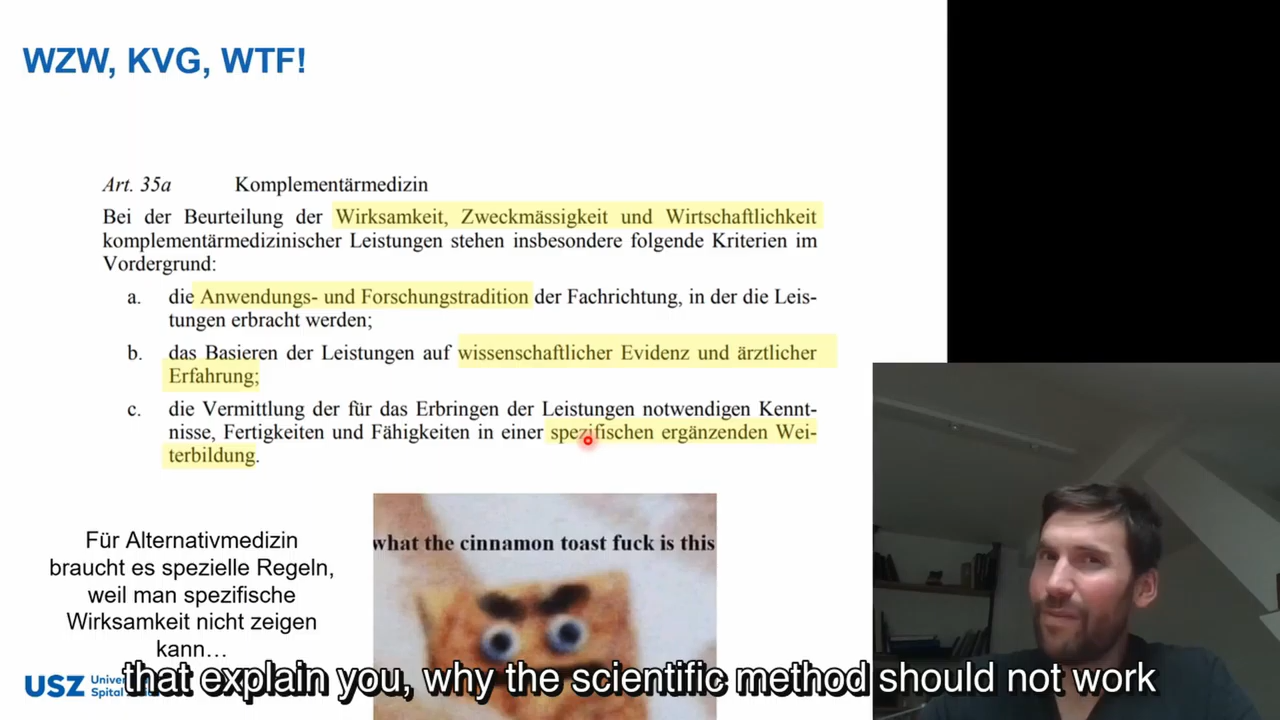 WZW, KVG, WTF!
Art. 35a Komplementärmedizin
Bei der Beurteilung der Wirksamkeit, Zweckmässigkeit und Wirtschaftlichkeit
komplementärmedizinischer Leistungen stehen insbesondere folgende Kriterien im
Vordergrund:
a. die Anwendungs- und Forschungstradition der Fachrichtung, in der die Leis-
tungen erbracht werden;
b. das Basieren der Leistungen auf wissenschaftlicher Evidenz und ärztlicher
Erfahrung;
c. die Vermittlung der für das Erbringen der Leistungen notwendigen Kennt-
nisse, Fertigkeiten und Fähigkeiten in einer spezifischen ergänzenden Wei-
terbildung.
Für Alternativmedizin
braucht es spezielle Regeln,
weil man spezifische
Wirksamkeit nicht zeigen
kann…
what the cinnamon toast fuck is this
USZ
that explain you, why the scientific method should not work